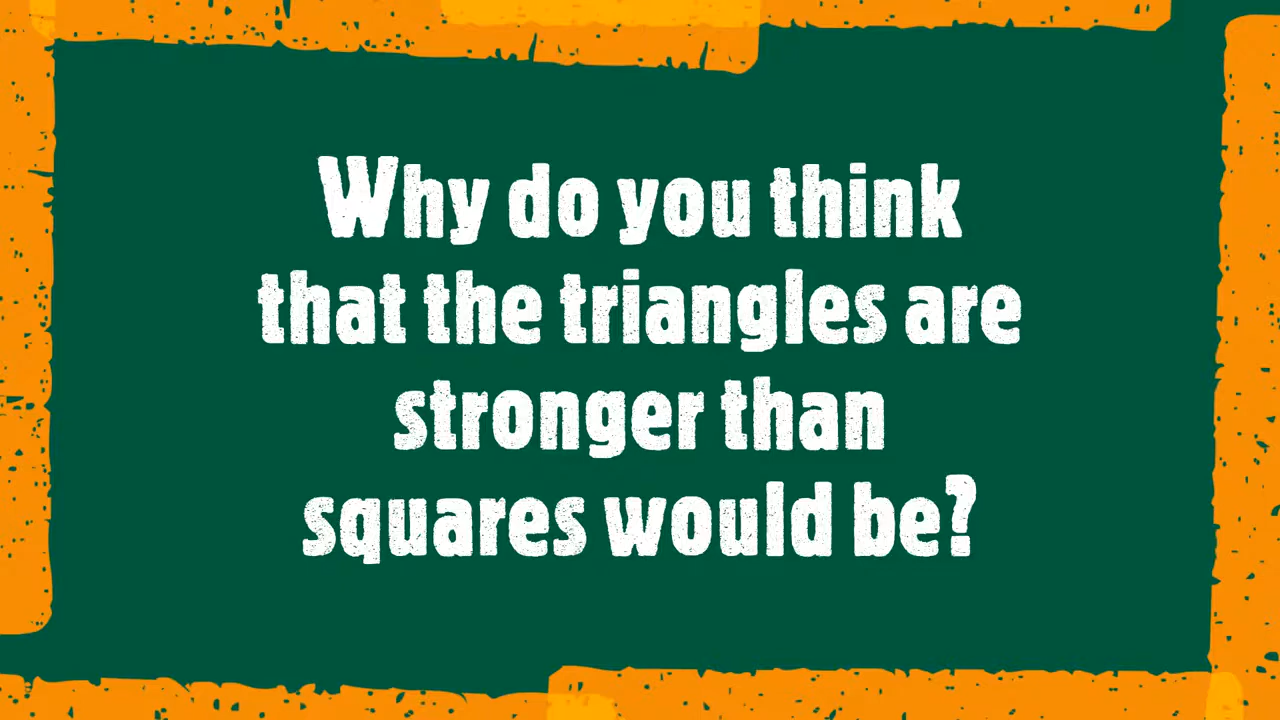 Why do you think
that the triangles are
stronger than
squares would be?